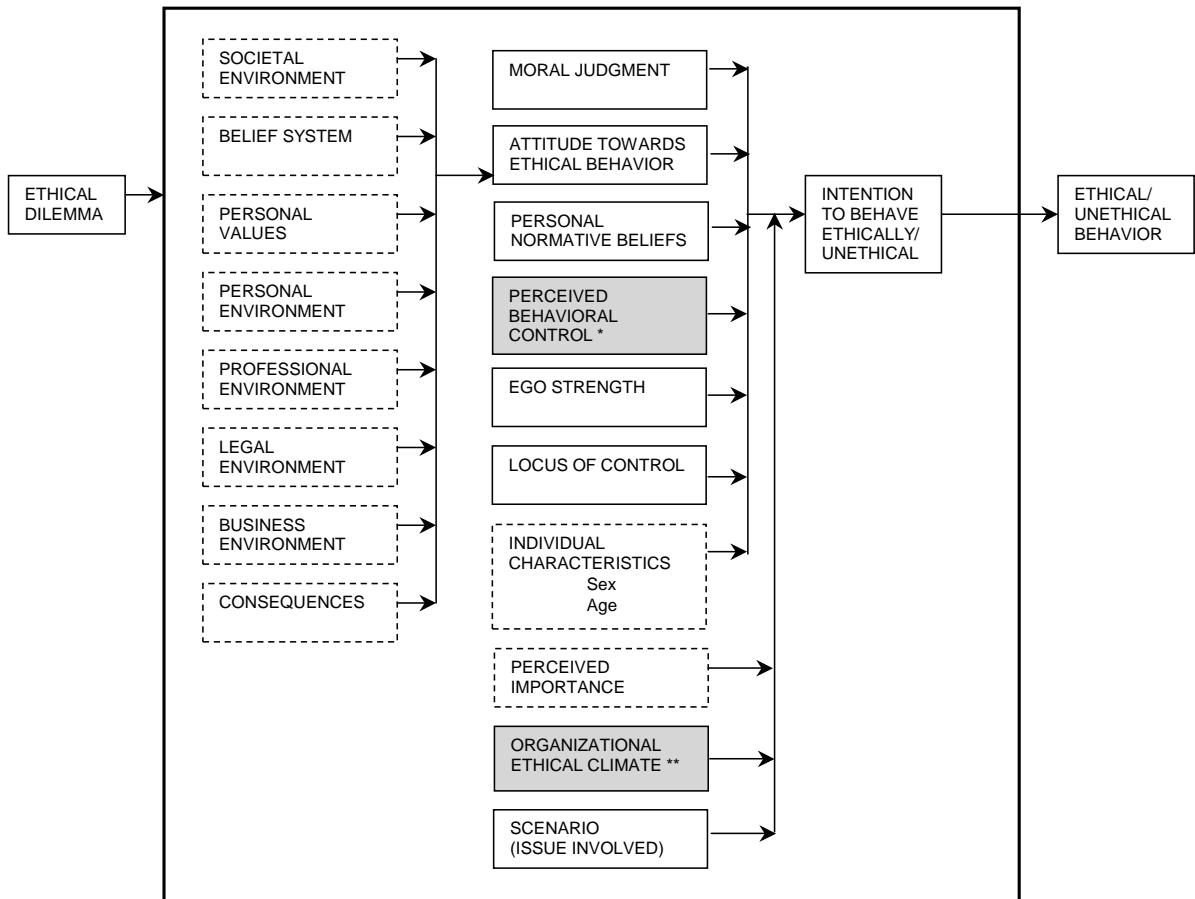 ETHICAL
DILEMMA
SOCIETAL
ENVIRONMENT
BELIEF SYSTEM
PERSONAL
VALUES
PERSONAL
ENVIRONMENT
PROFESSIONAL
ENVIRONMENT
LEGAL
ENVIRONMENT
BUSINESS
ENVIRONMENT
CONSEQUENCES
MORAL JUDGMENT
ATTITUDE TOWARDS
ETHICAL BEHAVIOR
PERSONAL
NORMATIVE BELIEFS
PERCEIVED
BEHAVIORAL
CONTROL *
EGO STRENGTH
LOCUS OF CONTROL
INDIVIDUAL
CHARACTERISTICS
Sex
Age
PERCEIVED
IMPORTANCE
ORGANIZATIONAL
ETHICAL CLIMATE **
SCENARIO
(ISSUE INVOLVED)
INTENTION
TO BEHAVE
ETHICALLY/
UNETHICAL
ETHICAL/
UNETHICAL
BEHAVIOR